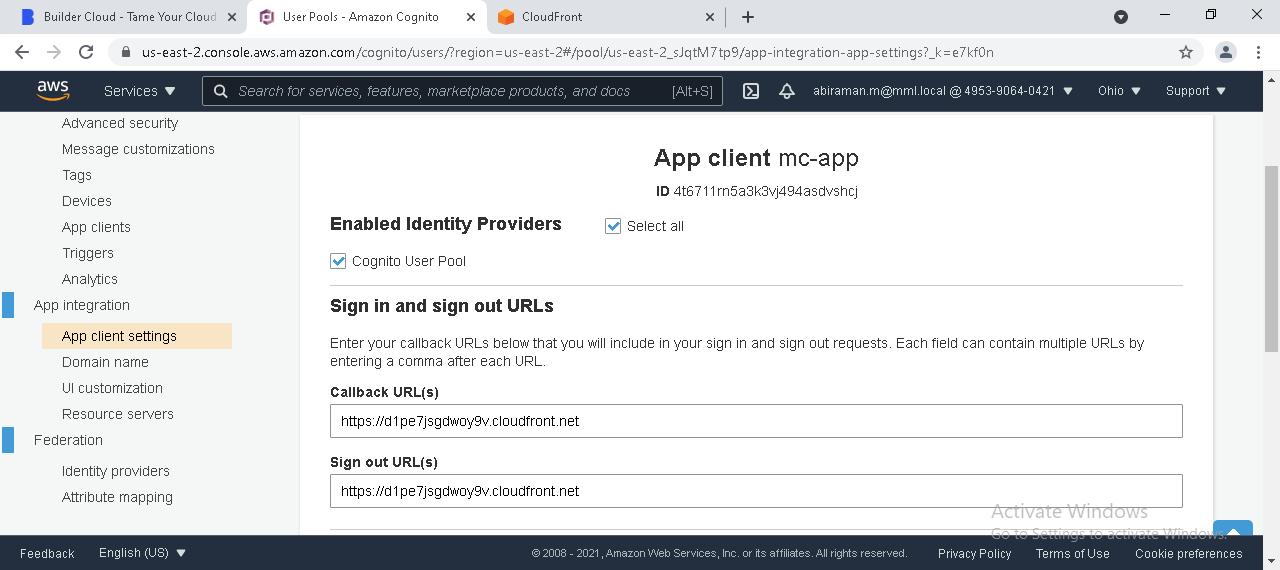 Builder Cloud - Tame Your Cloud
User Pools - Amazon Cognito
CloudFront
us-east-2.console.aws.amazon.com/cognito/users/?region=us-east-2#/pool/us-east-2_sJqtM7tp9/app-integration-app-settings?_k=e7kf0n
aws
Services
Search for services, features, marketplace products, and docs
[Alt+S]
abiraman.m@mml.local @ 4953-9064-0421
Ohio
Support
Advanced security
Message customizations
Tags
Devices
App clients
Triggers
Analytics
App integration
App client settings
Domain name
UI customization
Resource servers
Federation
Identity providers
Attribute mapping
App client mc-app
ID 4t6711rn5a3k3vj494asdvshcj
Enabled Identity Providers
Select all
Cognito User Pool
Sign in and sign out URLs
Enter your callback URLs below that you will include in your sign in and sign out requests. Each field can contain multiple URLs by
entering a comma after each URL.
Callback URL(s)
https://d1pe7jsgdwoy9v.cloudfront.net
Sign out URL(s)
https://d1pe7jsgdwoy9v.cloudfront.net
Activate Windows
Go to Settings to activate Windows.
Feedback
English (US)
© 2008 - 2021, Amazon Web Services, Inc. or its affiliates. All rights reserved.
Privacy Policy
Terms of Use
Cookie preferences